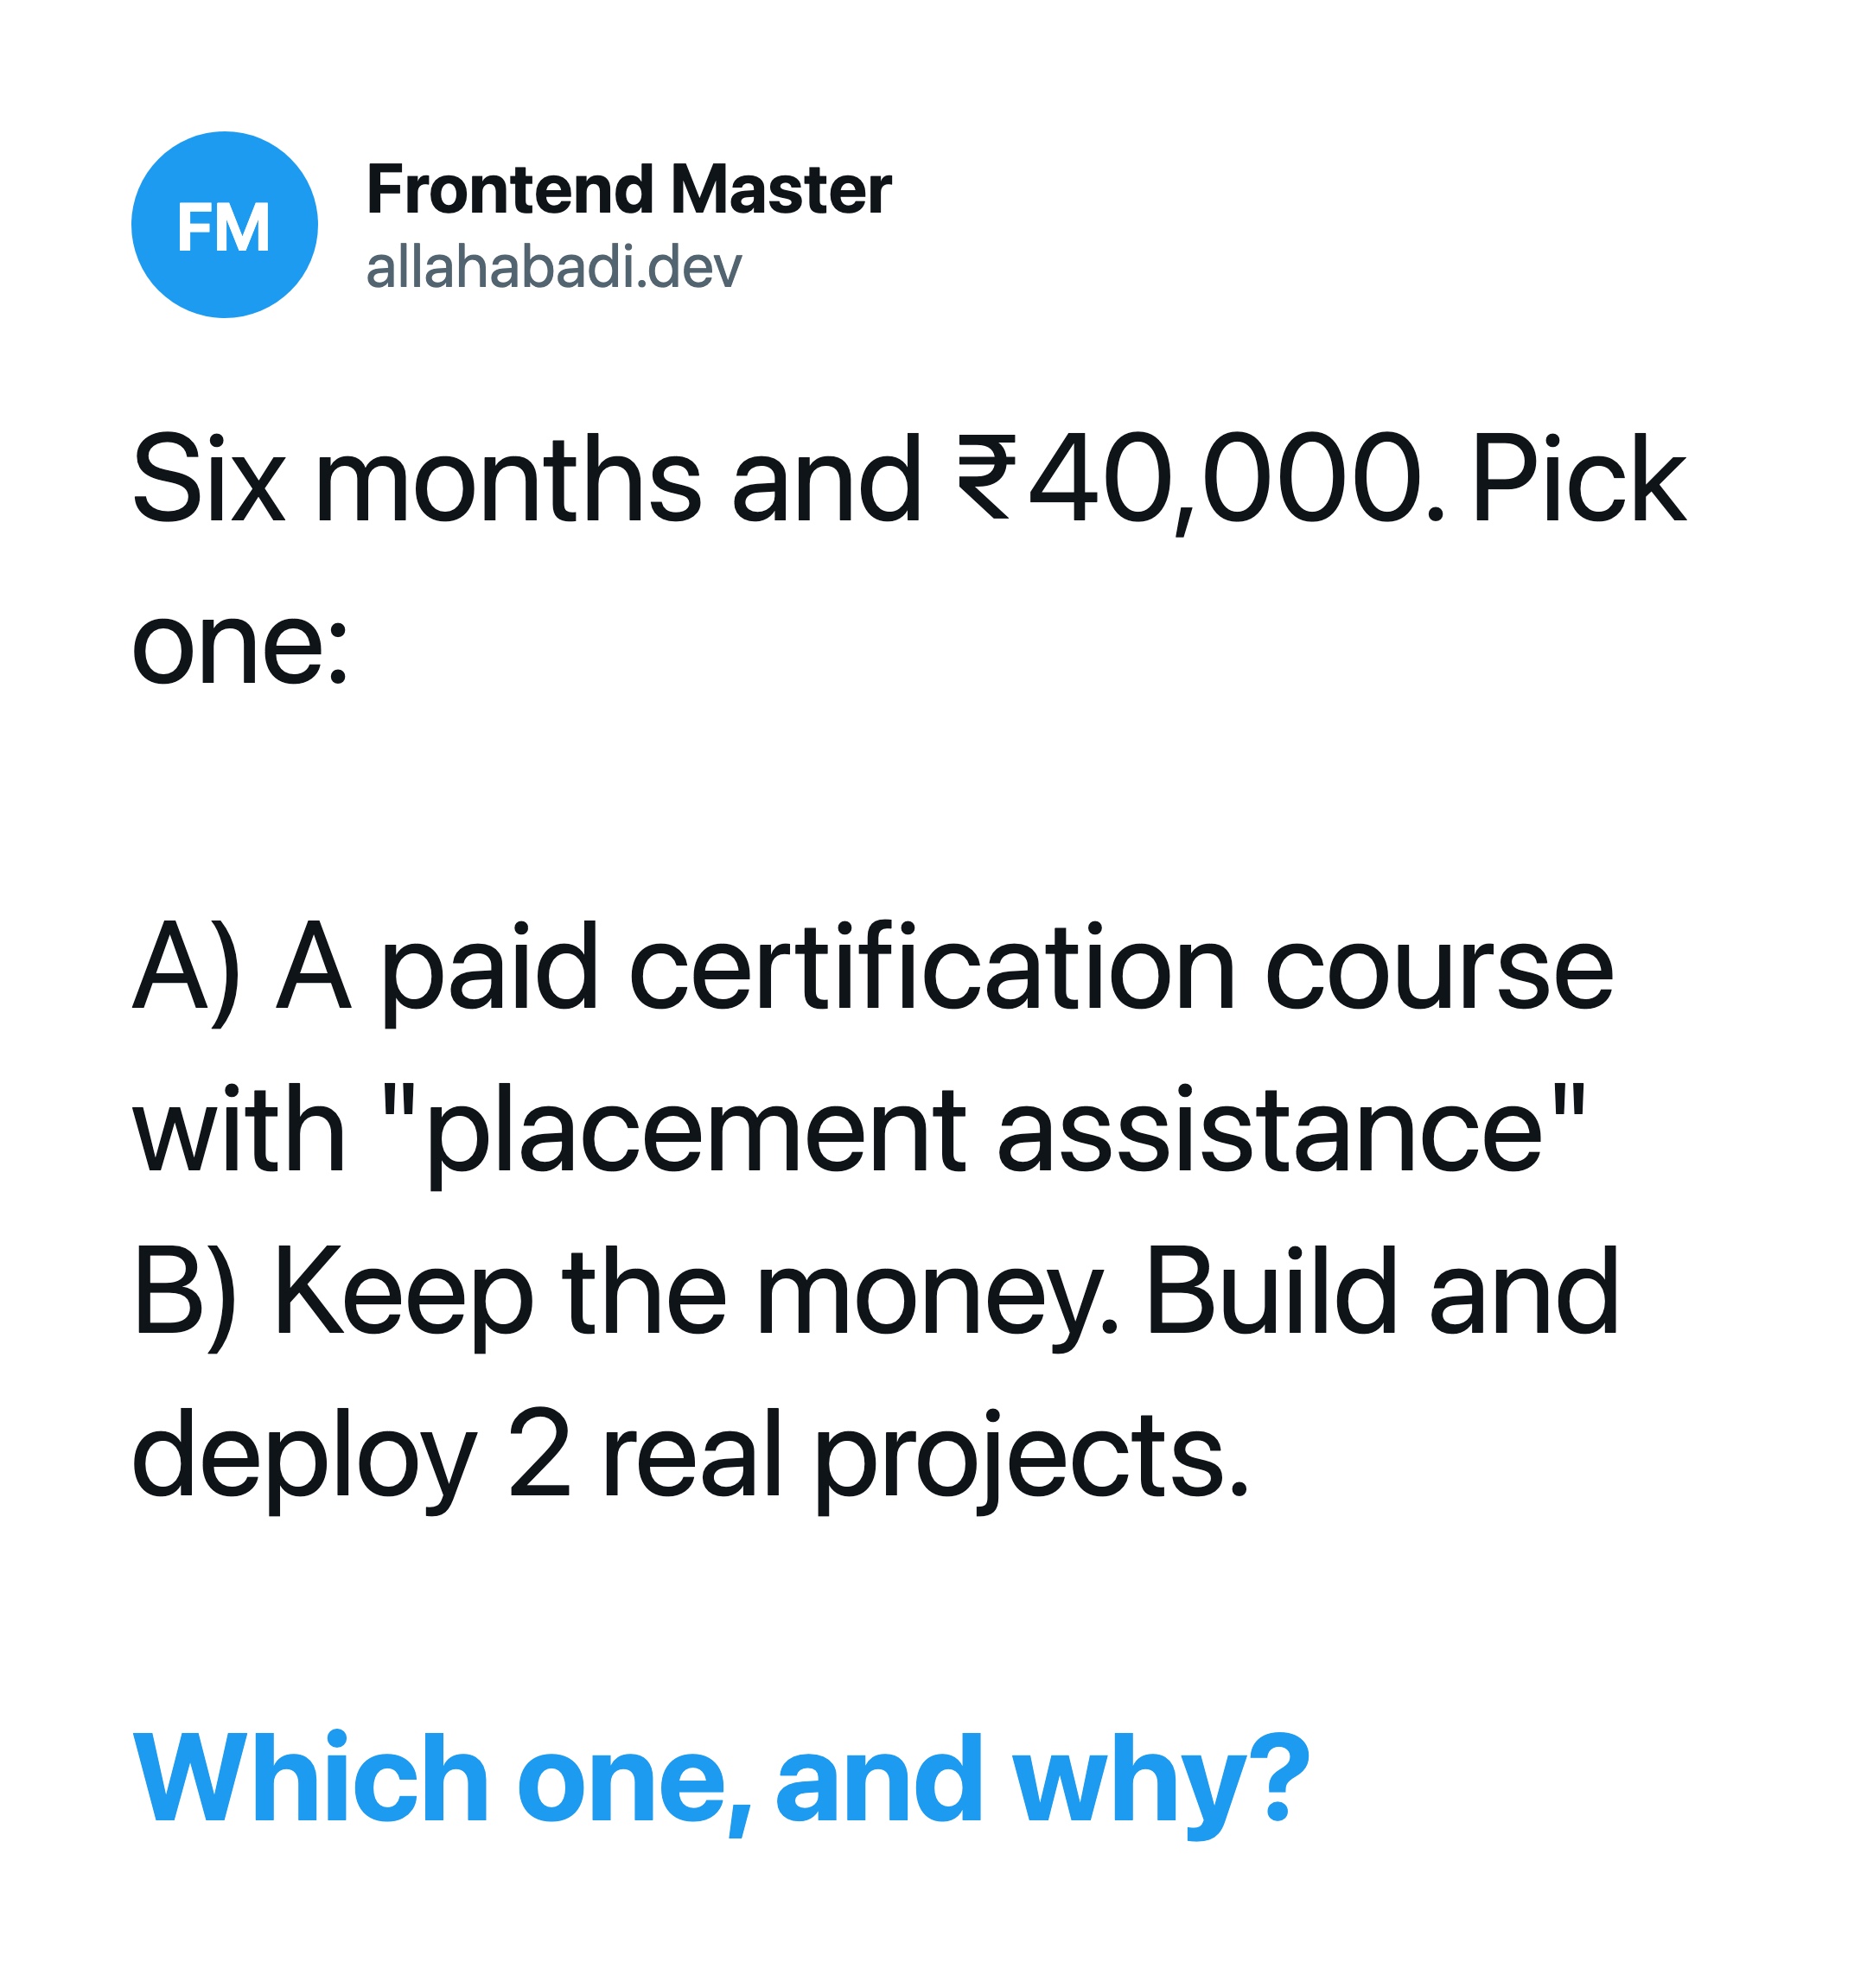 FM
Frontend Master
allahabadi.dev
Six months and ₹40,000. Pick
one:
A) A paid certification course
with "placement assistance"
B) Keep the money. Build and
deploy 2 real projects.
Which one, and why?